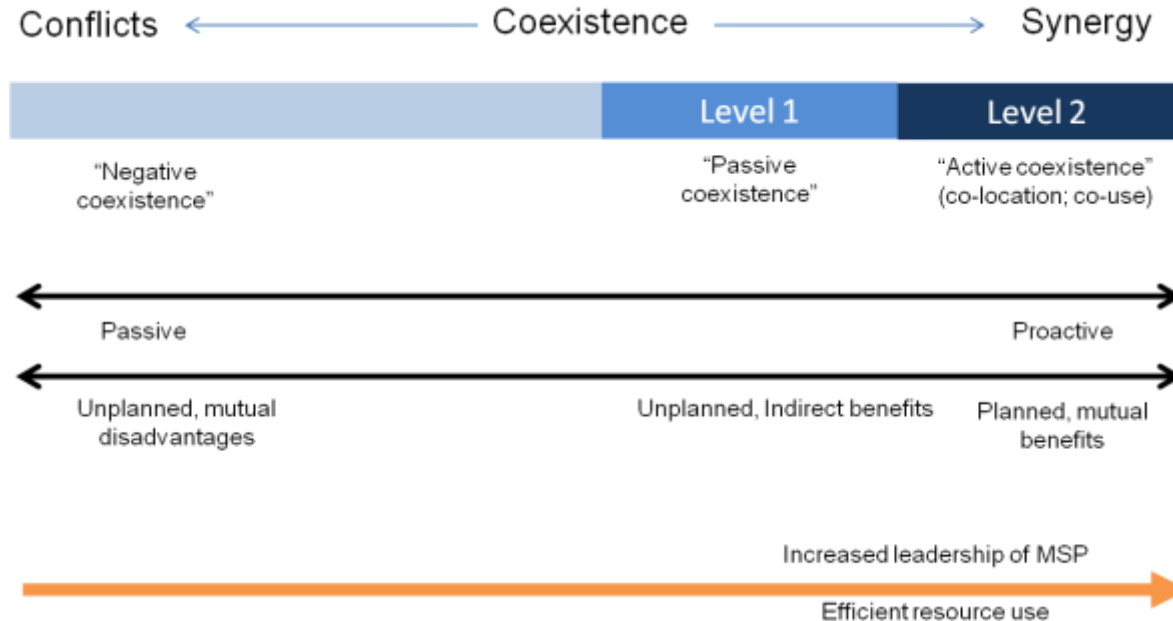 Conflicts Coexistence Synergy
Level 1 Level 2
“Negative
coexistence”
“Passive
coexistence”
“Active coexistence”
(co-location; co-use)
Passive Proactive
Unplanned, mutual
disadvantages
Unplanned, Indirect benefits
Planned, mutual
benefits
Increased leadership of MSP
Efficient resource use